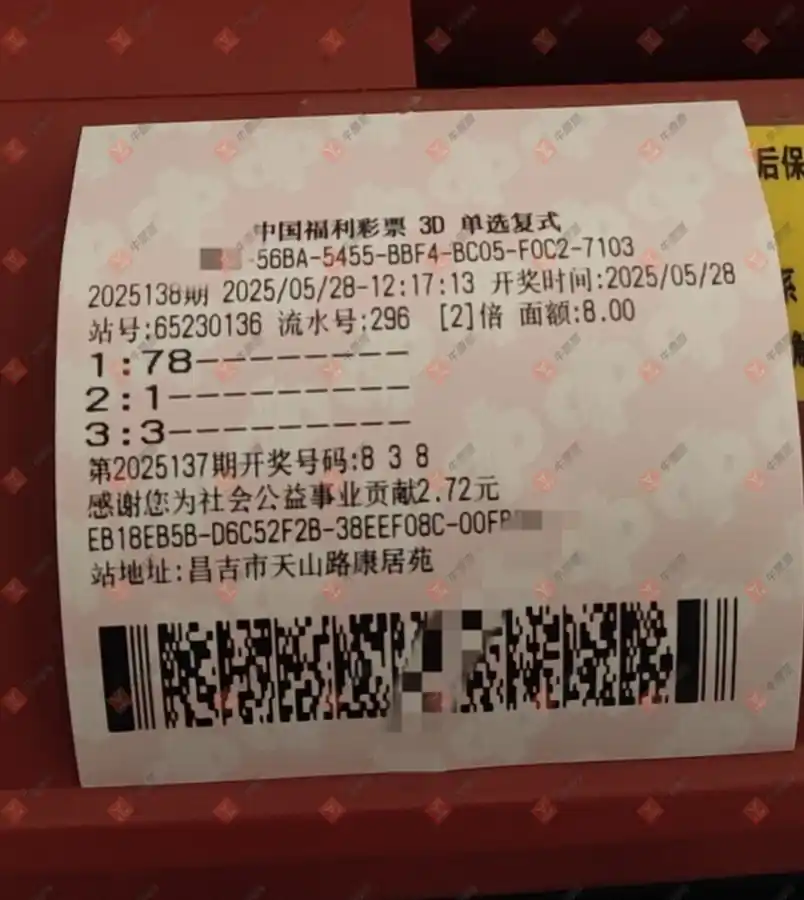 中国福利彩票 3D 单选复式
-56BA-5455-BBF4-BC05-F0C2-7103
2025138期 2025/05/28-12:17:13 开奖时间:2025/05/28
站号:65230136 流水号:296 [2]倍 面额:8.00
1:78---------
2:1----------
3:3----------
第2025137期开奖号码:8 3 8
感谢您为社会公益事业贡献2.72元
EB18EB5B-D6C52F2B-38EEF08C-00F
站地址:昌吉市天山路康居苑
后保
系